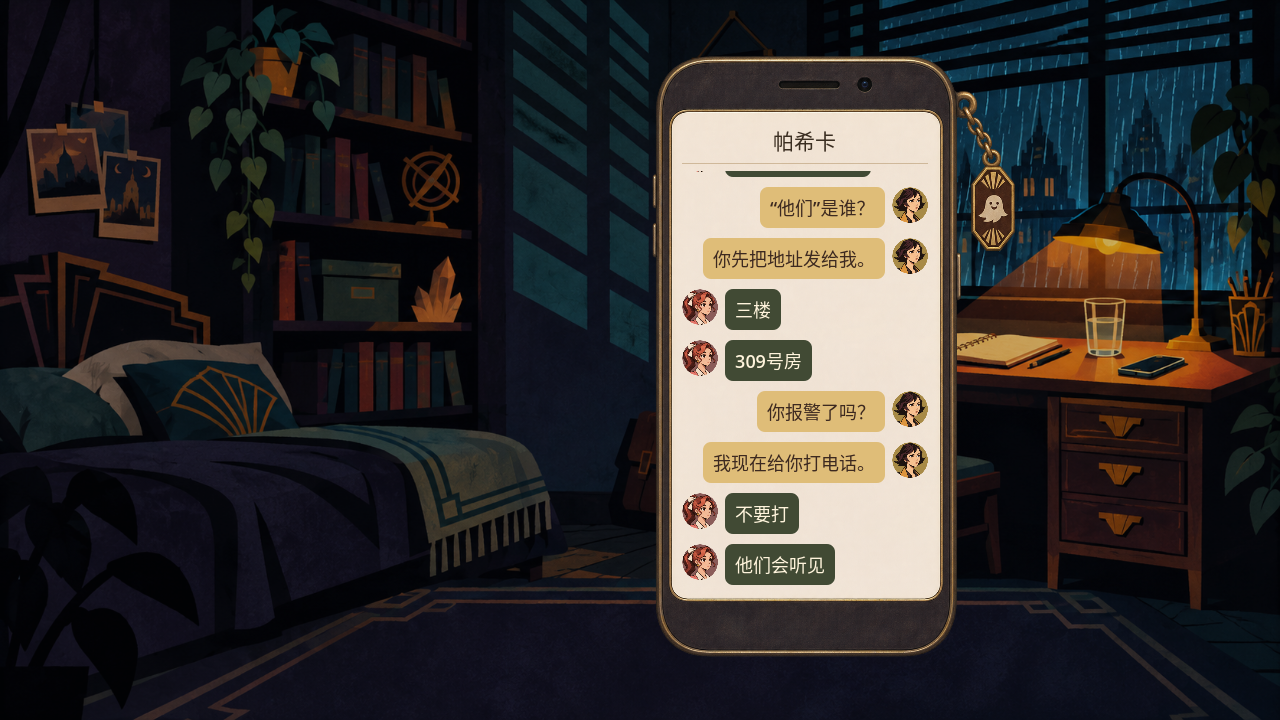 帕希卡
“他们”是谁？
你先把地址发给我。
三楼
309号房
你报警了吗？
我现在给你打电话。
不要打
他们会听见